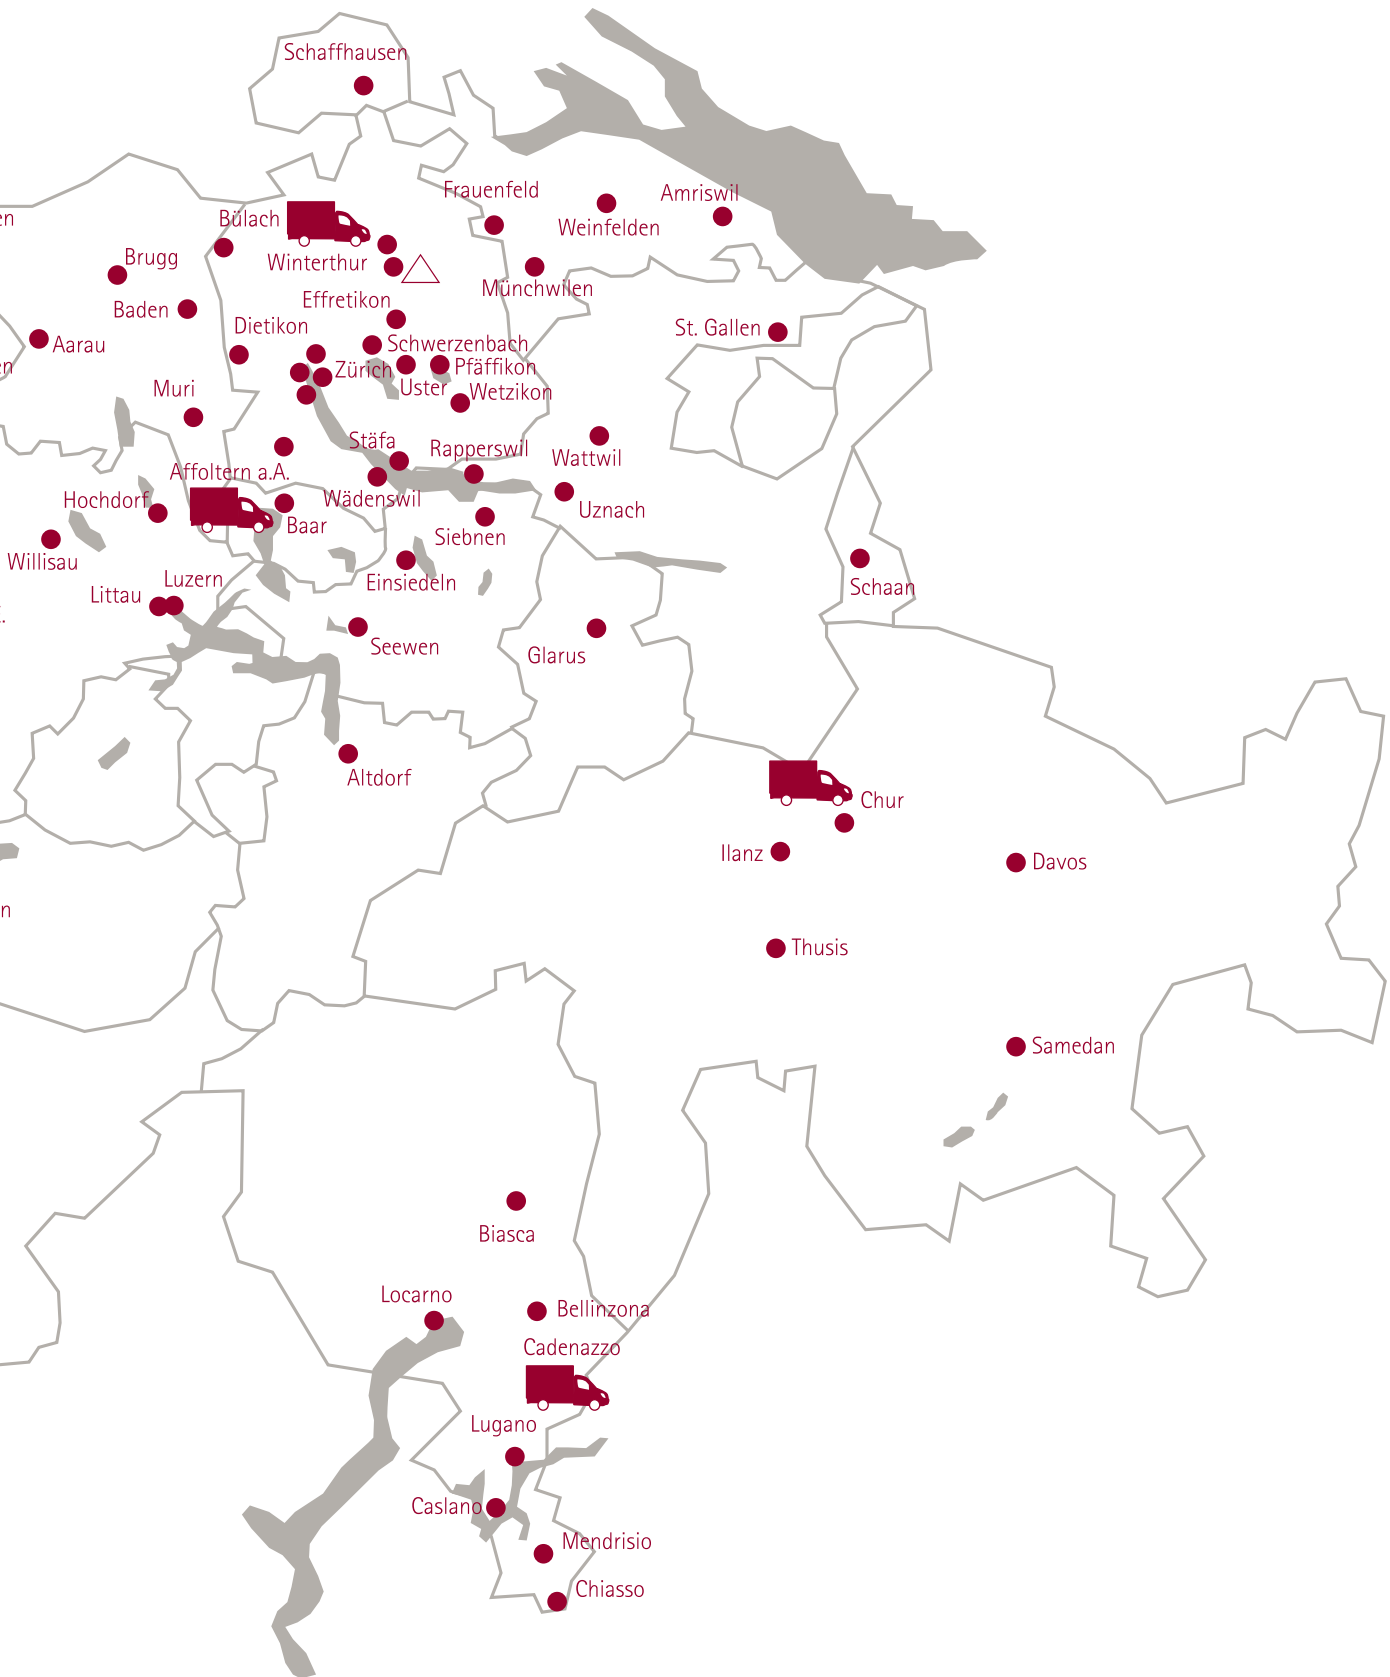 Schaffhausen
Frauenfeld
Amriswil
en
Bülach
Weinfelden
Brugg
Winterthur
Münchwilen
Effretikon
Baden
Dietikon
St. Gallen
Aarau
Schwerzenbach
en
Zürich
Pfäffikon
Muri
Uster
Wetzikon
Stäfa
Rapperswil
Wattwil
Affoltern a.A.
Hochdorf
Wädenswil
Uznach
Baar
Siebnen
Willisau
Luzern
Einsiedeln
Schaan
Littau
Seewen
Glarus
Altdorf
Chur
Ilanz
Davos
n
Thusis
Samedan
Biasca
Locarno
Bellinzona
Cadenazzo
Lugano
Caslano
Mendrisio
Chiasso